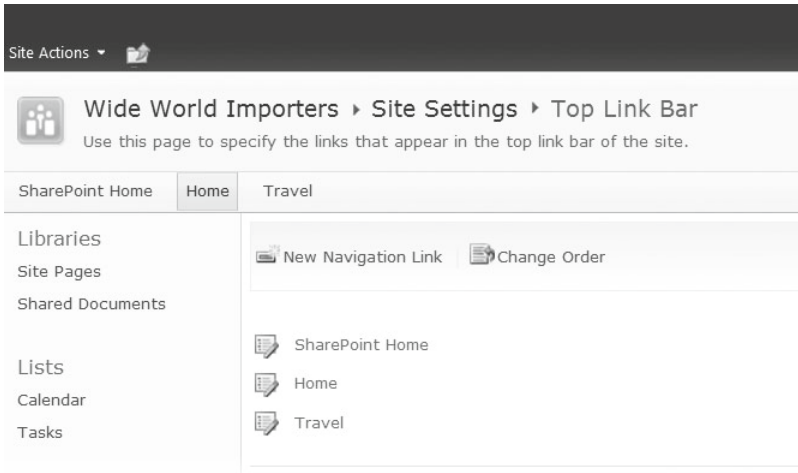 Site Actions
Wide World Importers ▸ Site Settings ▸ Top Link Bar
Use this page to specify the links that appear in the top link bar of the site.
SharePoint Home Home Travel
Libraries
Site Pages
Shared Documents
Lists
Calendar
Tasks
New Navigation Link Change Order
SharePoint Home
Home
Travel